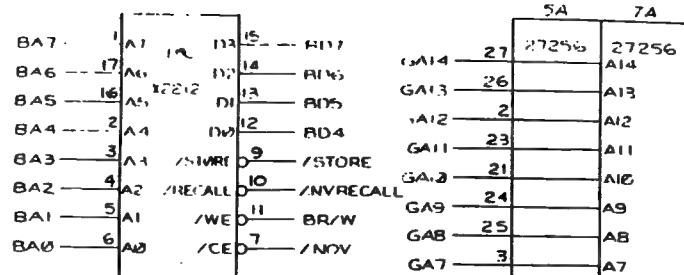 5A 7A
27256 27256
BA7 1 A7 D3 15 BD7
BA6 17 A6 D2 14 BD6
X2212
BA5 16 A5 D1 13 BD5
BA4 2 A4 D0 12 BD4
BA3 3 A3 /STORE 9 /STORE
BA2 4 A2 /RECALL 10 /NVRECALL
BA1 5 A1 /WE 11 BR/W
BA0 6 A0 /CE 7 /NOV
GA14 27 A14
GA13 26 A13
GA12 2 A12
GA11 23 A11
GA10 21 A10
GA9 24 A9
GA8 25 A8
GA7 3 A7